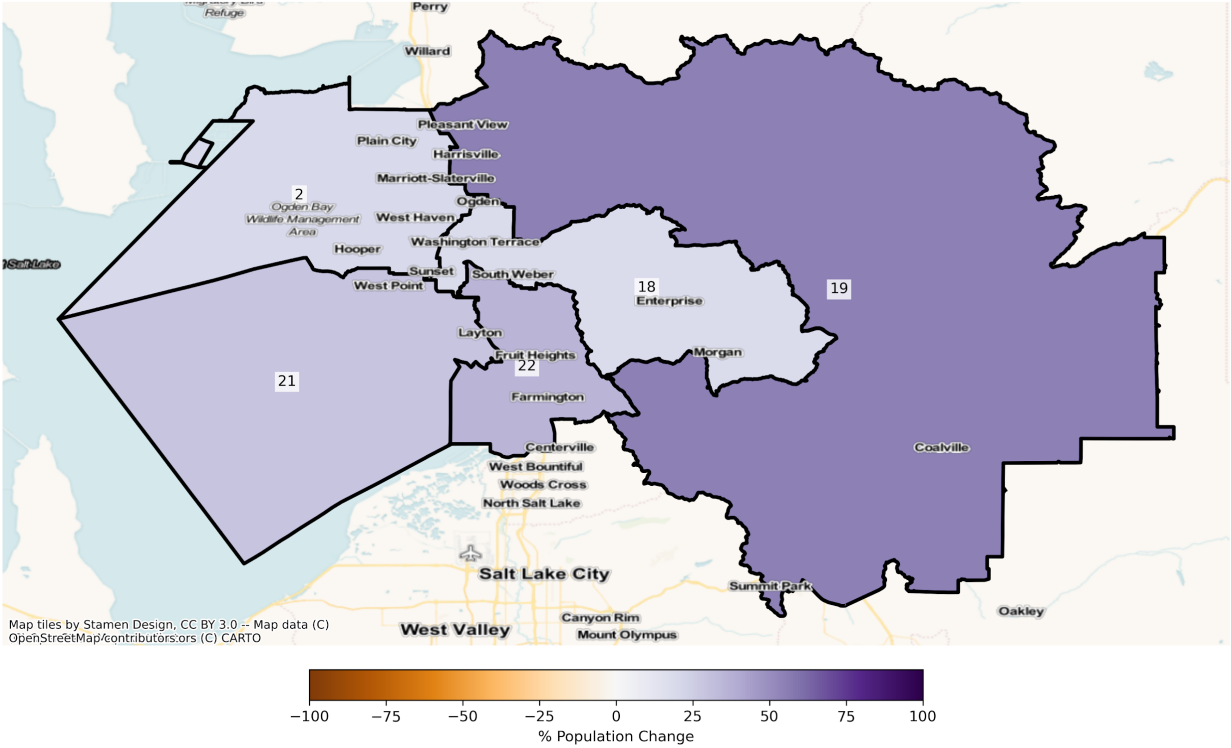 Refuge
Perry
Willard
Pleasant View
Plain City
Harrisville
Marriott-Slaterville
2
Ogden
Ogden Bay
Wildlife Management
Area
West Haven
Washington Terrace
Hooper
Salt Lake
Sunset
South Weber
West Point
18
19
Enterprise
Layton
Fruit Heights
Morgan
22
21
Farmington
Centerville
Coalville
West Bountiful
Woods Cross
North Salt Lake
Salt Lake City
Summit Park
Canyon Rim
Oakley
West Valley
Mount Olympus
Map tiles by Stamen Design, CC BY 3.0 -- Map data (C)
OpenStreetMap contributors (C) CARTO
−100 −75 −50 −25 0 25 50 75 100
% Population Change